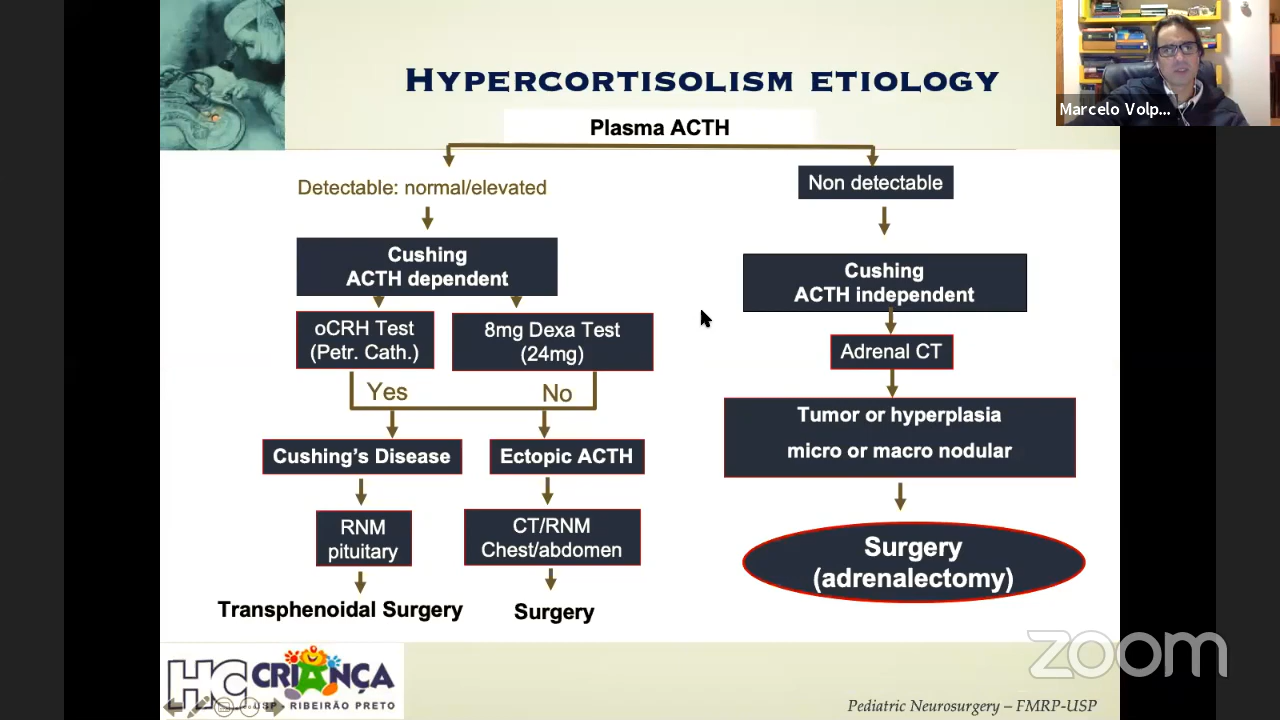 HYPERCORTISOLISM ETIOLOGY
Marcelo Volp...
Plasma ACTH
Detectable: normal/elevated
Non detectable
Cushing
ACTH dependent
Cushing
ACTH independent
oCRH Test
(Petr. Cath.)
8mg Dexa Test
(24mg)
Adrenal CT
Yes
No
Tumor or hyperplasia
micro or macro nodular
Cushing's Disease
Ectopic ACTH
RNM
pituitary
CT/RNM
Chest/abdomen
Surgery
(adrenalectomy)
Transphenoidal Surgery
Surgery
zoom
HC CRIANÇA
USP RIBEIRÃO PRETO
Pediatric Neurosurgery – FMRP-USP